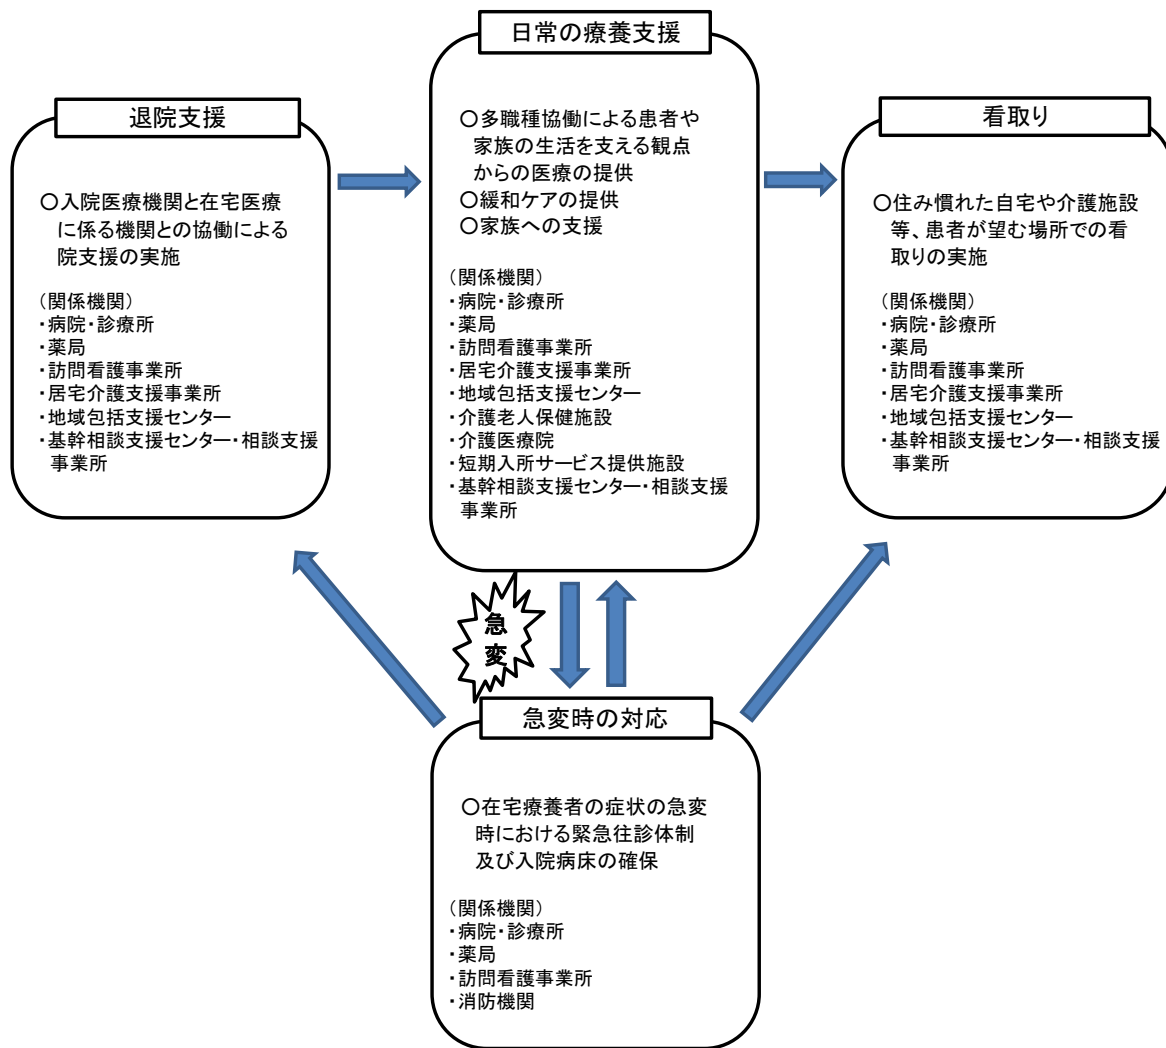 退院支援
○入院医療機関と在宅医療
に係る機関との協働による
院支援の実施
(関係機関)
・病院・診療所
・薬局
・訪問看護事業所
・居宅介護支援事業所
・地域包括支援センター
・基幹相談支援センター・相談支援
事業所
日常の療養支援
○多職種協働による患者や
家族の生活を支える観点
からの医療の提供
○緩和ケアの提供
○家族への支援
(関係機関)
・病院・診療所
・薬局
・訪問看護事業所
・居宅介護支援事業所
・地域包括支援センター
・介護老人保健施設
・介護医療院
・短期入所サービス提供施設
・基幹相談支援センター・相談支援
事業所
看取り
○住み慣れた自宅や介護施設
等、患者が望む場所での看
取りの実施
(関係機関)
・病院・診療所
・薬局
・訪問看護事業所
・居宅介護支援事業所
・地域包括支援センター
・基幹相談支援センター・相談支援
事業所
急変
急変時の対応
○在宅療養者の症状の急変
時における緊急往診体制
及び入院病床の確保
(関係機関)
・病院・診療所
・薬局
・訪問看護事業所
・消防機関